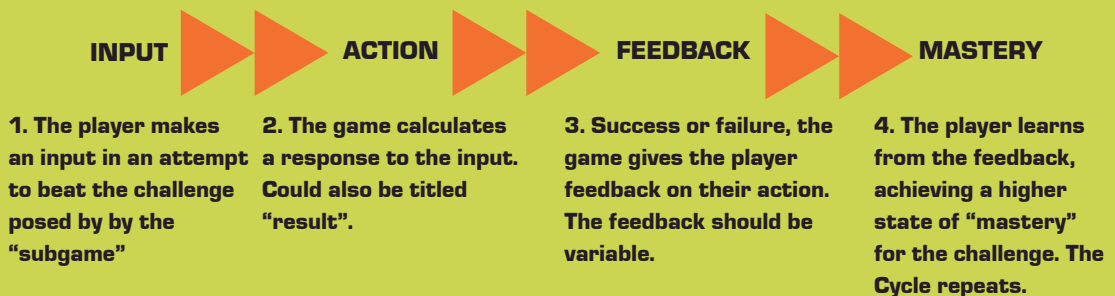 INPUT
ACTION
FEEDBACK
MASTERY
1. The player makes
an input in an attempt
to beat the challenge
posed by by the
“subgame”
2. The game calculates
a response to the input.
Could also be titled
“result”.
3. Success or failure, the
game gives the player
feedback on their action.
The feedback should be
variable.
4. The player learns
from the feedback,
achieving a higher
state of “mastery”
for the challenge. The
Cycle repeats.